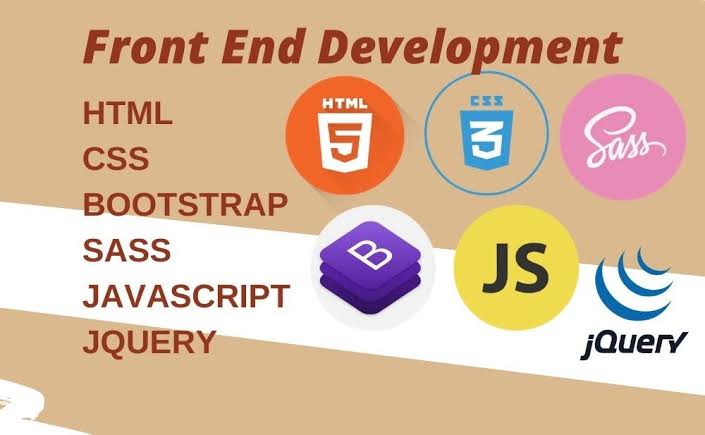 Front End Development
HTML
CSS
BOOTSTRAP
SASS
JAVASCRIPT
JQUERY
HTML
5
CSS
3
Sass
B
JS
jQuery